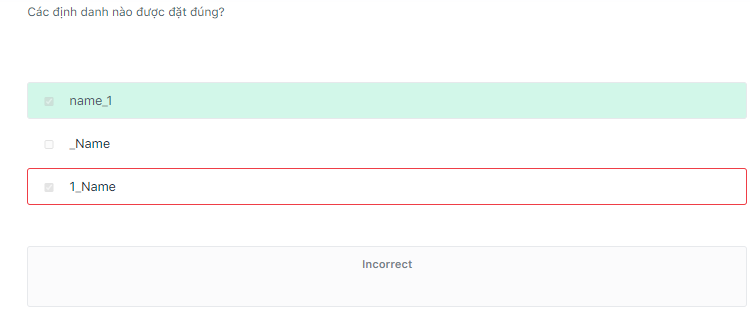 Các định danh nào được đặt đúng?
name_1
_Name
1_Name
Incorrect